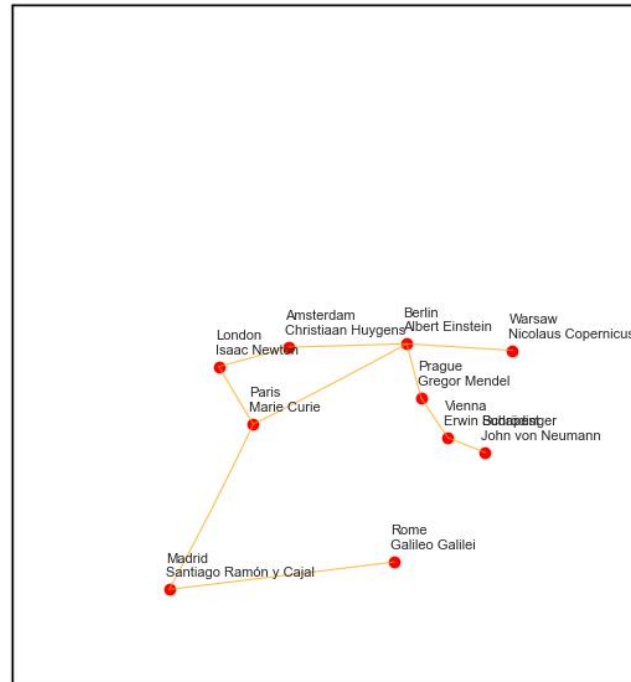 Berlin
Albert Einstein
Amsterdam
Christiaan Huygens
Warsaw
Nicolaus Copernicus
London
Isaac Newton
Prague
Gregor Mendel
Paris
Marie Curie
Vienna
Erwin
John von Neumann
Rome
Galileo Galilei
Madrid
Santiago Ramón y Cajal